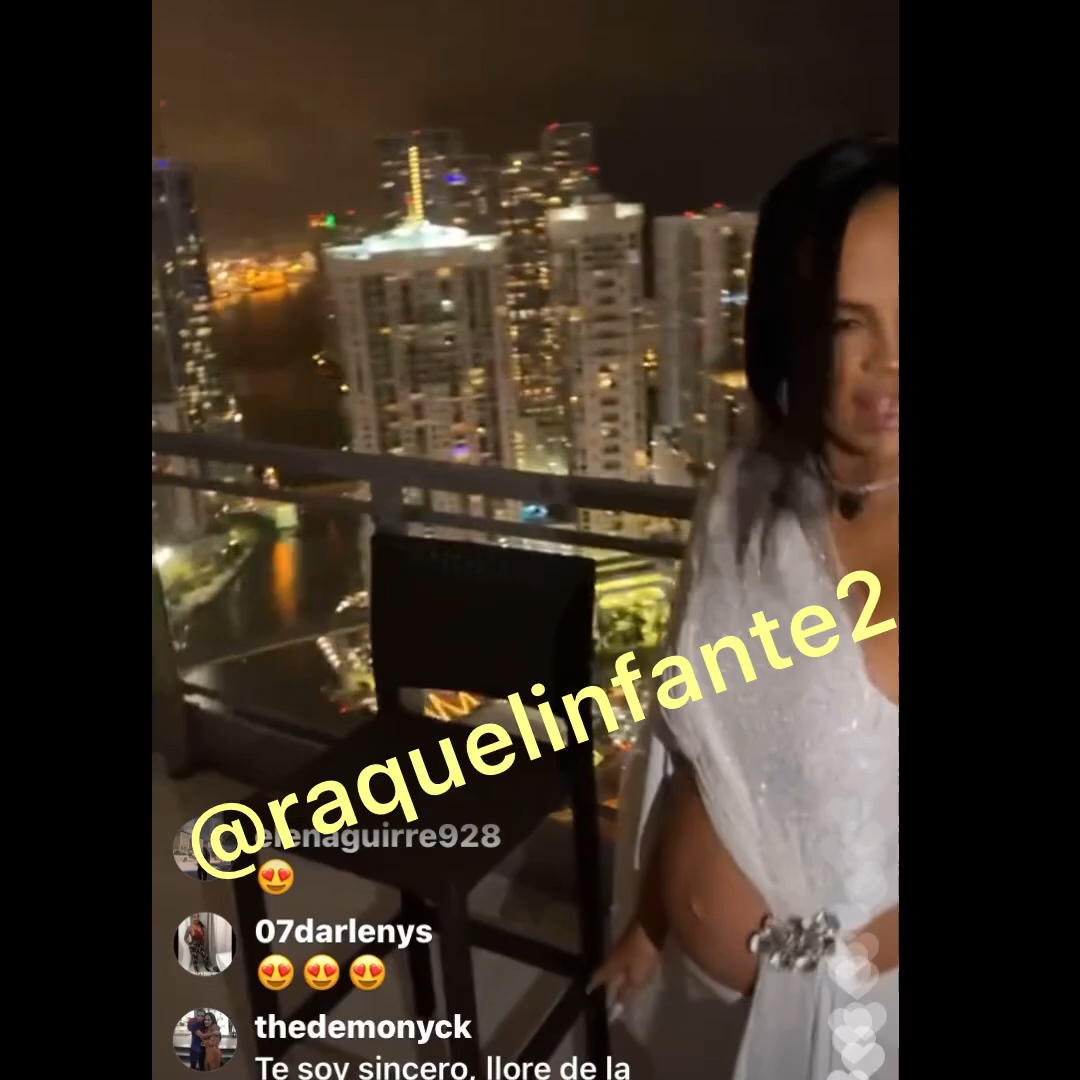 @raquelinfante2
elenaguirre928
😍
07darlenys
😍😍😍
thedemonyck
Te soy sincero, llore de la